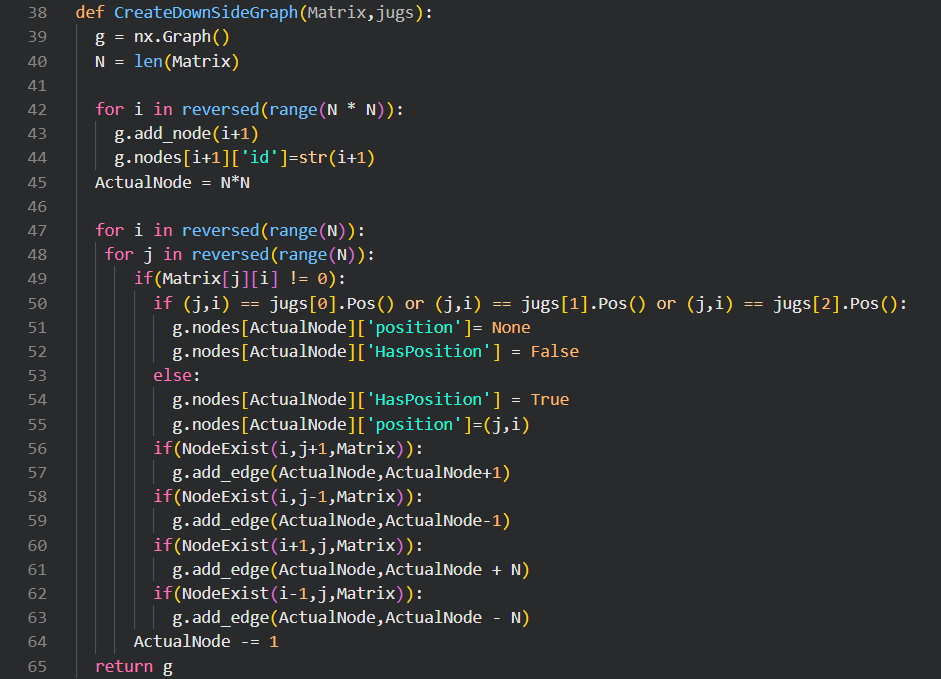 38 def CreateDownSideGraph(Matrix,jugs):
39 g = nx.Graph()
40 N = len(Matrix)
41
42 for i in reversed(range(N * N)):
43 g.add_node(i+1)
44 g.nodes[i+1]['id']=str(i+1)
45 ActualNode = N*N
46
47 for i in reversed(range(N)):
48 for j in reversed(range(N)):
49 if(Matrix[j][i] != 0):
50 if (j,i) == jugs[0].Pos() or (j,i) == jugs[1].Pos() or (j,i) == jugs[2].Pos():
51 g.nodes[ActualNode]['position']= None
52 g.nodes[ActualNode]['HasPosition'] = False
53 else:
54 g.nodes[ActualNode]['HasPosition'] = True
55 g.nodes[ActualNode]['position']=(j,i)
56 if(NodeExist(i,j+1,Matrix)):
57 g.add_edge(ActualNode,ActualNode+1)
58 if(NodeExist(i,j-1,Matrix)):
59 g.add_edge(ActualNode,ActualNode-1)
60 if(NodeExist(i+1,j,Matrix)):
61 g.add_edge(ActualNode,ActualNode + N)
62 if(NodeExist(i-1,j,Matrix)):
63 g.add_edge(ActualNode,ActualNode - N)
64 ActualNode -= 1
65 return g